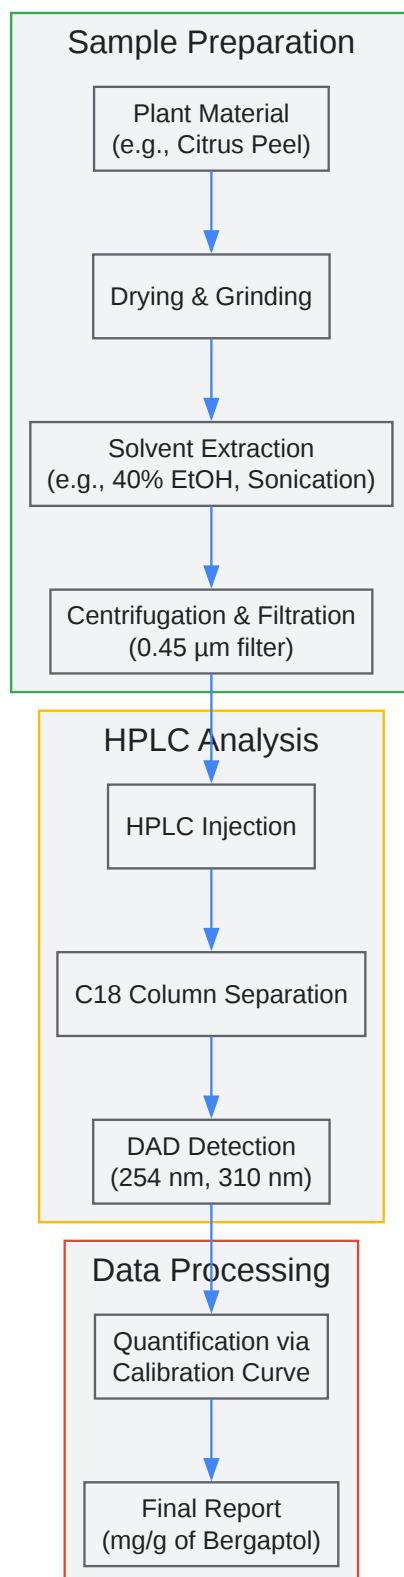 Sample Preparation
Plant Material
(e.g., Citrus Peel)
Drying & Grinding
Solvent Extraction
(e.g., 40% EtOH, Sonication)
Centrifugation & Filtration
(0.45 µm filter)
HPLC Analysis
HPLC Injection
C18 Column Separation
DAD Detection
(254 nm, 310 nm)
Data Processing
Quantification via
Calibration Curve
Final Report
(mg/g of Bergaptol)